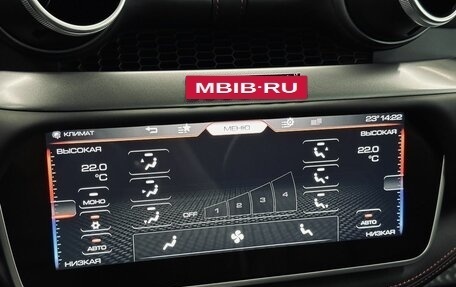 MBIB-RU
КЛИМАТ
МЕНЮ
23° 14:22
ВЫСОКАЯ
ВЫСОКАЯ
22.0 °C
22.0 °C
МОНО
OFF 1 2 3 4
АВТО
АВТО
НИЗКАЯ
НИЗКАЯ